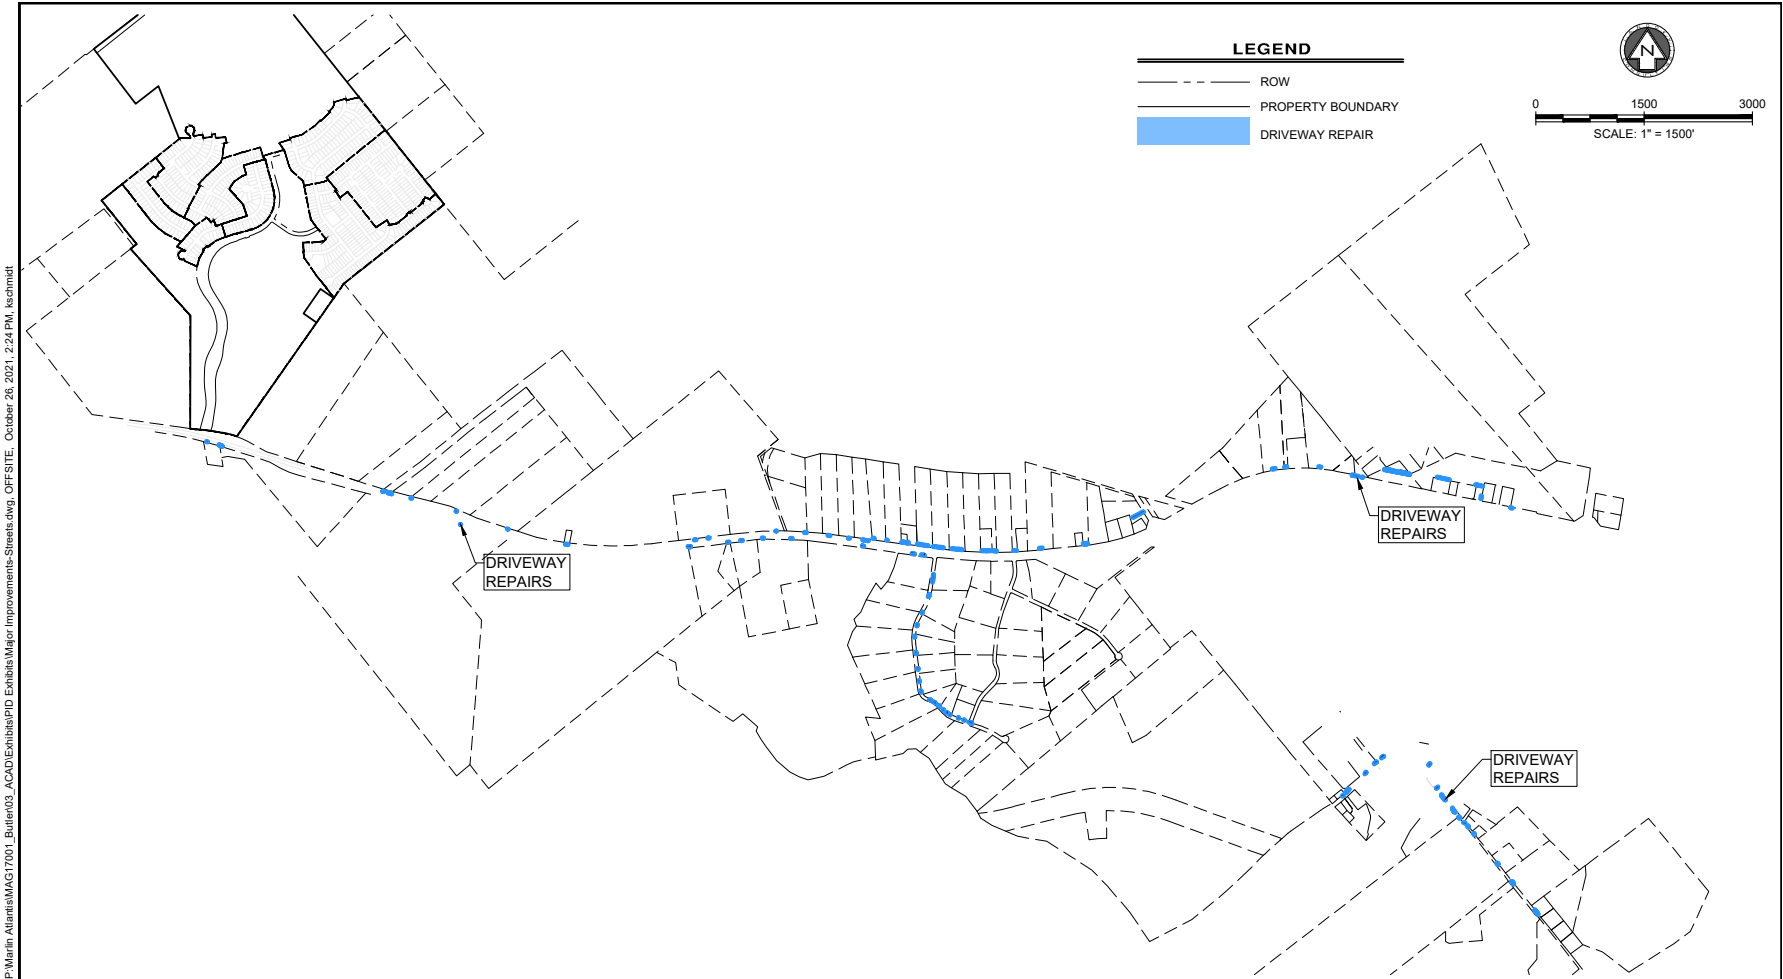 LEGEND
ROW
PROPERTY BOUNDARY
DRIVEWAY REPAIR
N
0 1500 3000
SCALE: 1" = 1500'
DRIVEWAY
REPAIRS
DRIVEWAY
REPAIRS
DRIVEWAY
REPAIRS
P:\Marlin Atlantis\MAG17001_Butler\03_ACAD\Exhibits\PID Exhibits\Major Improvements-Streets.dwg, OFFSITE, October 26, 2021, 2:24 PM, kschmidt